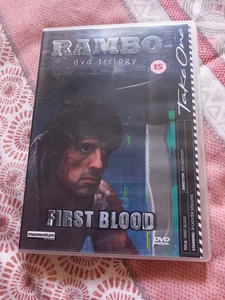 RAMBO
dvd trilogy
15
Take One
FIRST BLOOD
momentum
DVD